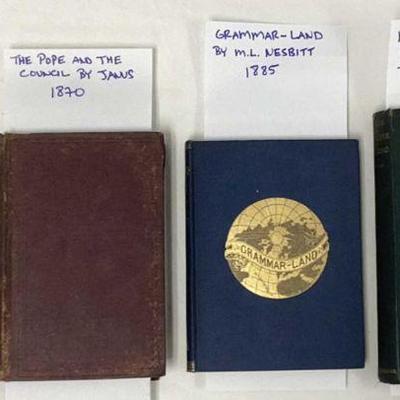 THE POPE AND THE
COUNCIL BY JANUS
1870
GRAMMAR-LAND
BY M.L. NESBITT
1885
GRAMMAR-LAND